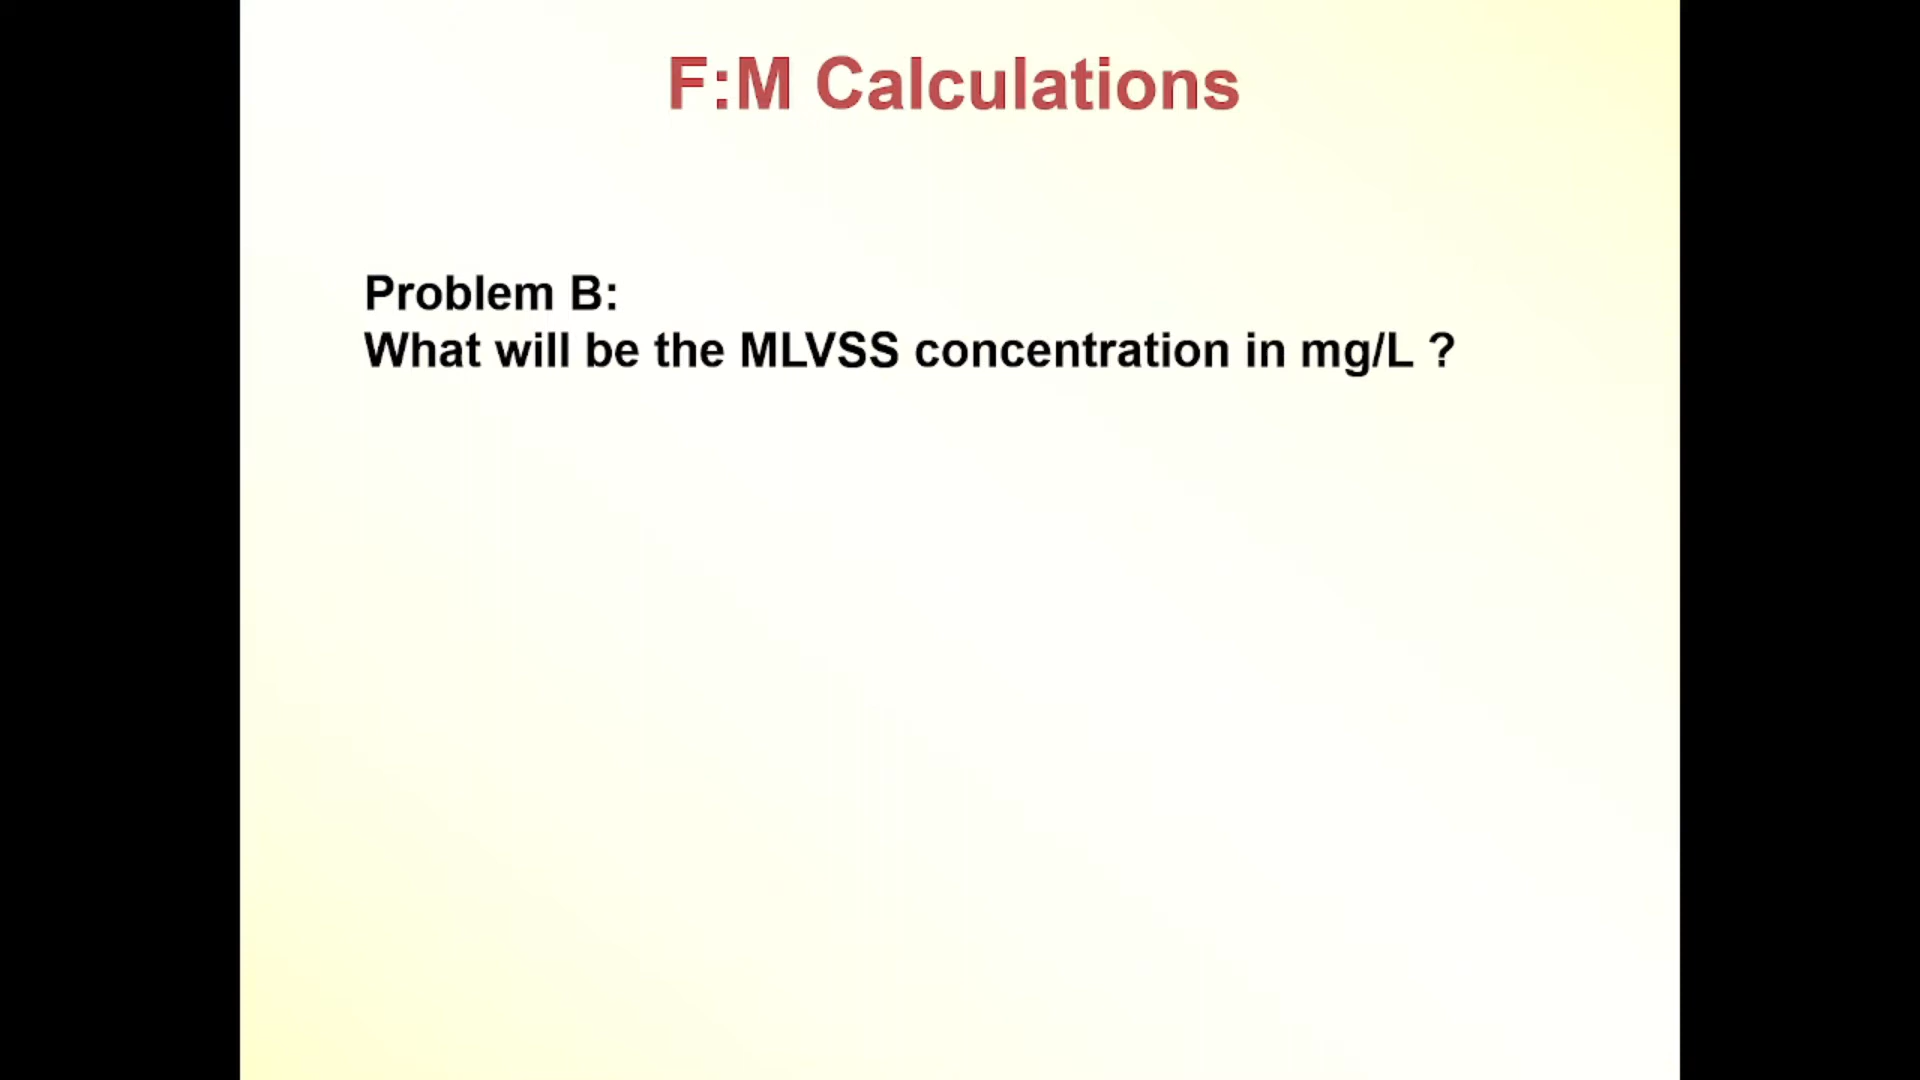 F:M Calculations
Problem B:
What will be the MLVSS concentration in mg/L ?